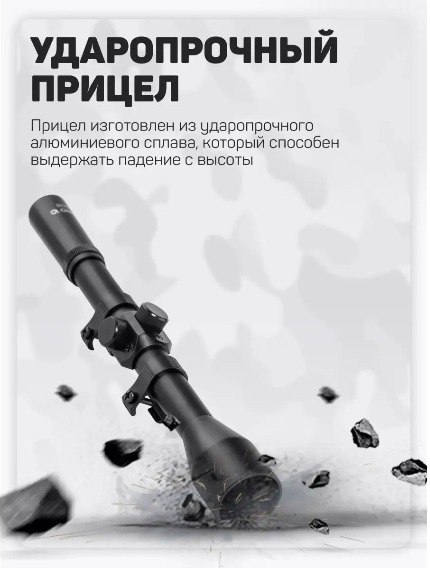 УДАРОПРОЧНЫЙ
ПРИЦЕЛ
Прицел изготовлен из ударопрочного
алюминиевого сплава, который способен
выдержать падение с высоты